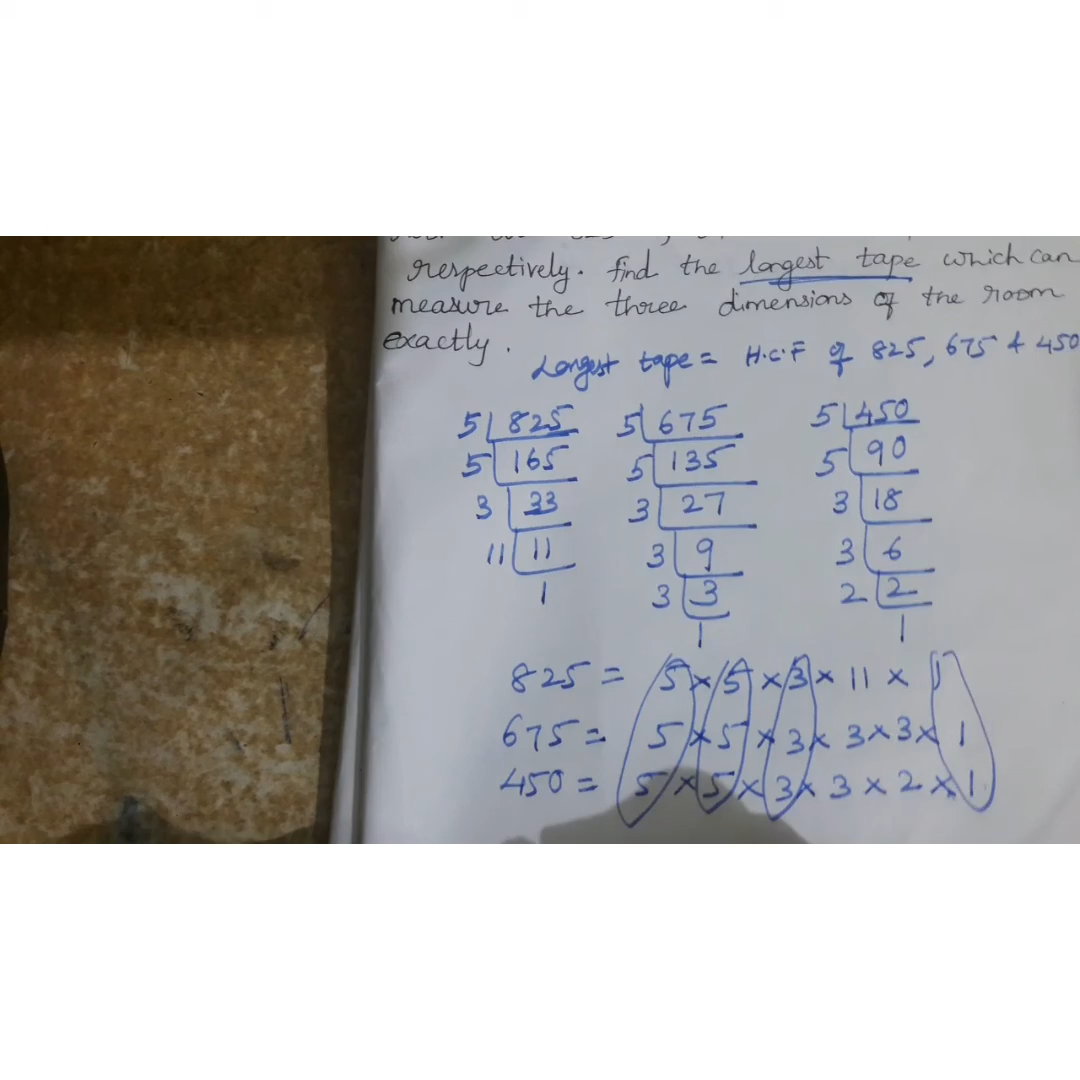 respectively. find the longest tape which can
measure the three dimensions of the room
exactly.
Longest tape = H.C.F of 825, 675 & 450
5 825 5 675 5 450
5 165 5 135 5 90
3 33 3 27 3 18
11 11 3 9 3 6
1 3 3 2 2
1 1
825 = 5 × 5 × 3 × 11 × 1
675 = 5 × 5 × 3 × 3 × 3 × 1
450 = 5 × 5 × 3 × 3 × 2 × 1